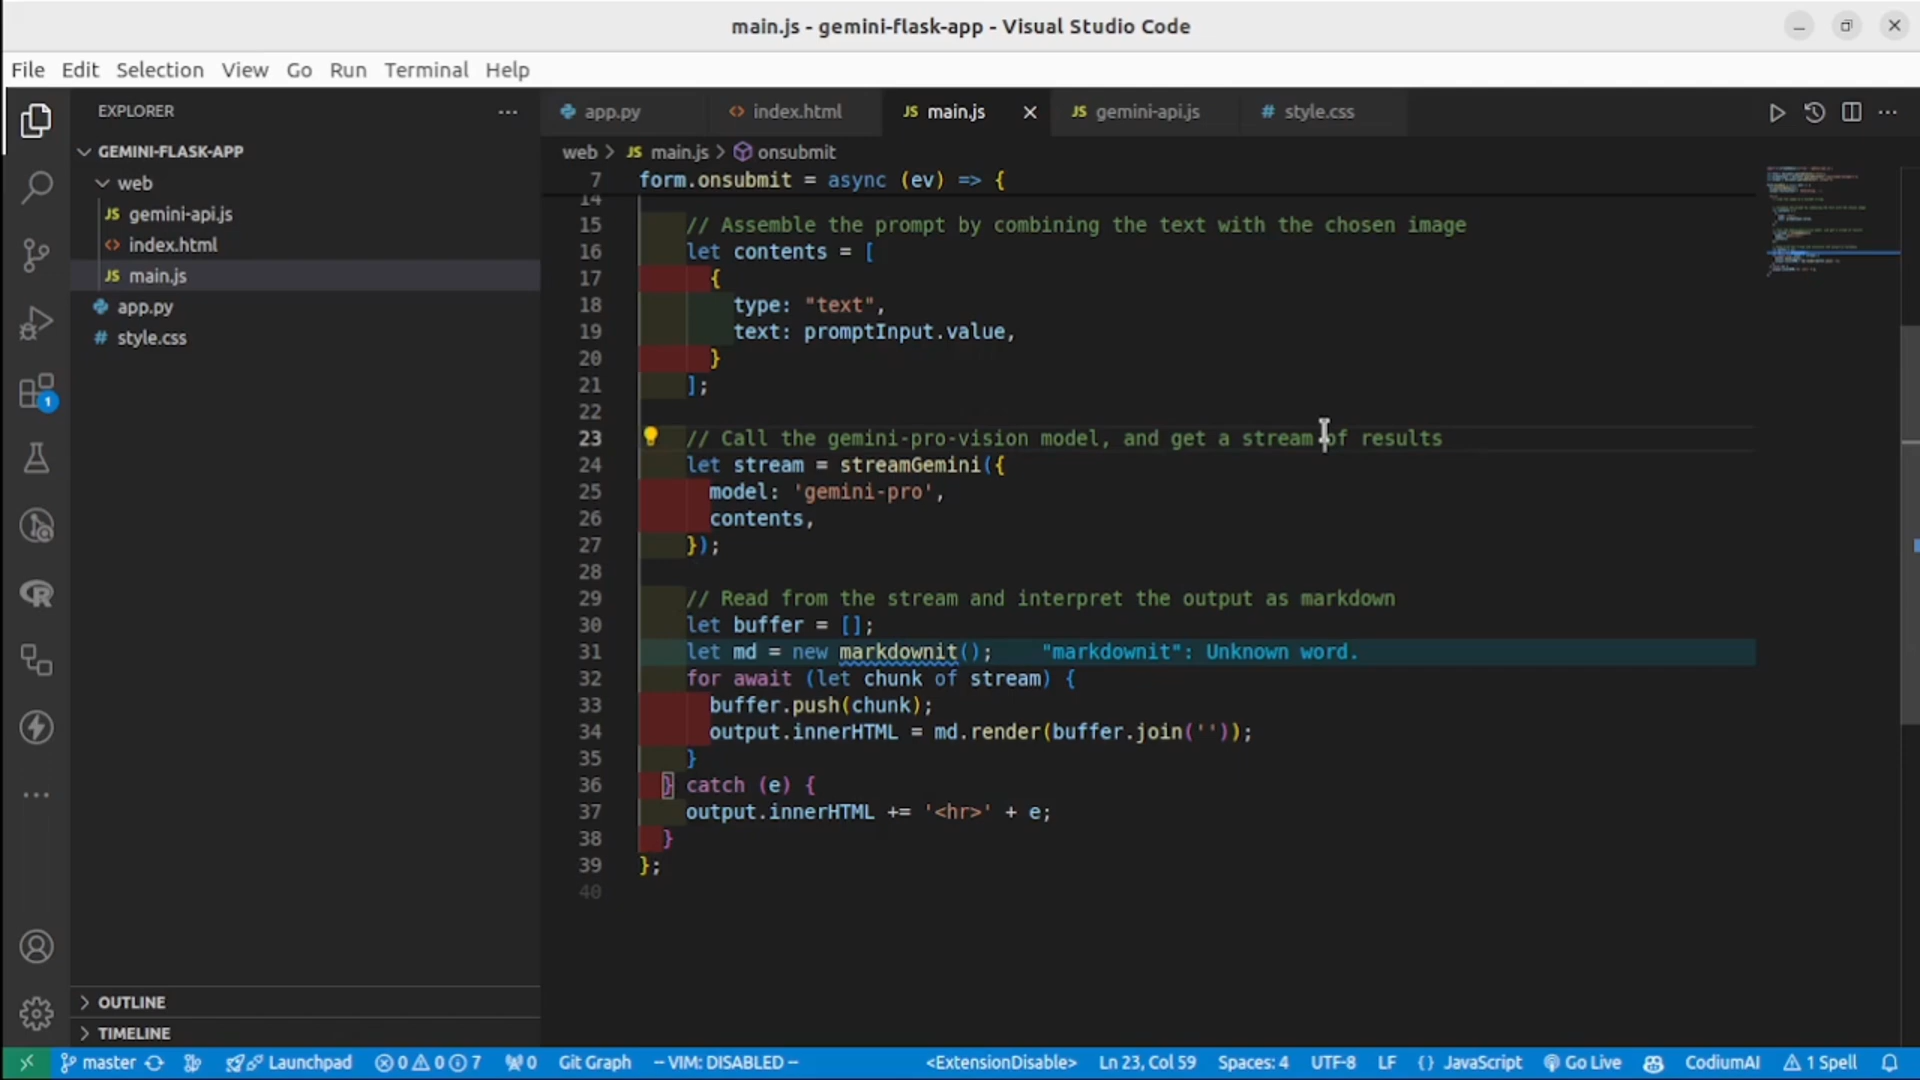 main.js - gemini-flask-app - Visual Studio Code
File Edit Selection View Go Run Terminal Help
EXPLORER
GEMINI-FLASK-APP
web
JS gemini-api.js
<> index.html
JS main.js
app.py
# style.css
1
OUTLINE
TIMELINE
app.py <> index.html JS main.js JS gemini-api.js # style.css
web > JS main.js > onsubmit
7 form.onsubmit = async (ev) => {
14
15 // Assemble the prompt by combining the text with the chosen image
16 let contents = [
17 {
18 type: "text",
19 text: promptInput.value,
20 }
21 ];
22
23 // Call the gemini-pro-vision model, and get a stream of results
24 let stream = streamGemini({
25 model: 'gemini-pro',
26 contents,
27 });
28
29 // Read from the stream and interpret the output as markdown
30 let buffer = [];
31 let md = new markdownit(); "markdownit": Unknown word.
32 for await (let chunk of stream) {
33 buffer.push(chunk);
34 output.innerHTML = md.render(buffer.join(''));
35 }
36 } catch (e) {
37 output.innerHTML += '<hr>' + e;
38 }
39 };
40
master Launchpad 0 0 7 0 Git Graph -- VIM: DISABLED -- <ExtensionDisable> Ln 23, Col 59 Spaces: 4 UTF-8 LF {} JavaScript Go Live CodiumAI 1 Spell